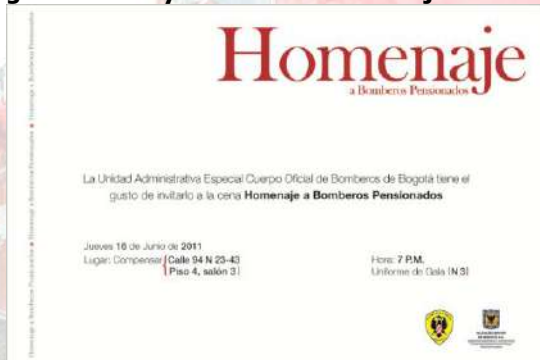 Homenaje
a Bomberos Pensionados
La Unidad Administrativa Especial Cuerpo Oficial de Bomberos de Bogotá tiene el
gusto de invitarlo a la cena Homenaje a Bomberos Pensionados
Jueves 16 de Junio de 2011
Lugar: Compensar Calle 94 N 23-43
Piso 4, salón 3
Hora: 7 P.M.
Uniforme de Gala (N 3)